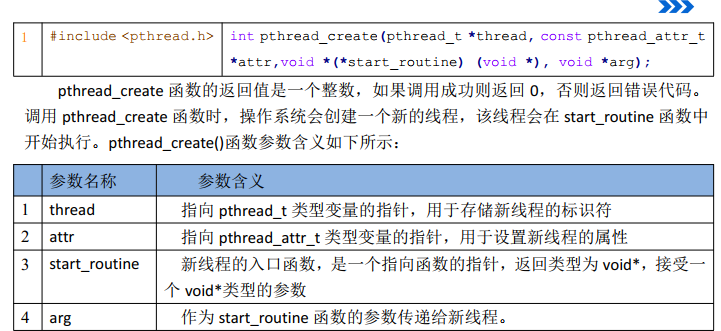 1 #include <pthread.h> int pthread_create(pthread_t *thread, const pthread_attr_t
*attr,void *(*start_routine) (void *), void *arg);
pthread_create 函数的返回值是一个整数，如果调用成功则返回 0，否则返回错误代码。
调用 pthread_create 函数时，操作系统会创建一个新的线程，该线程会在 start_routine 函数中
开始执行。pthread_create()函数参数含义如下所示：
参数名称 参数含义
1 thread 指向 pthread_t 类型变量的指针，用于存储新线程的标识符
2 attr 指向 pthread_attr_t 类型变量的指针，用于设置新线程的属性
3 start_routine 新线程的入口函数，是一个指向函数的指针，返回类型为 void*，接受一
个 void*类型的参数
4 arg 作为 start_routine 函数的参数传递给新线程。